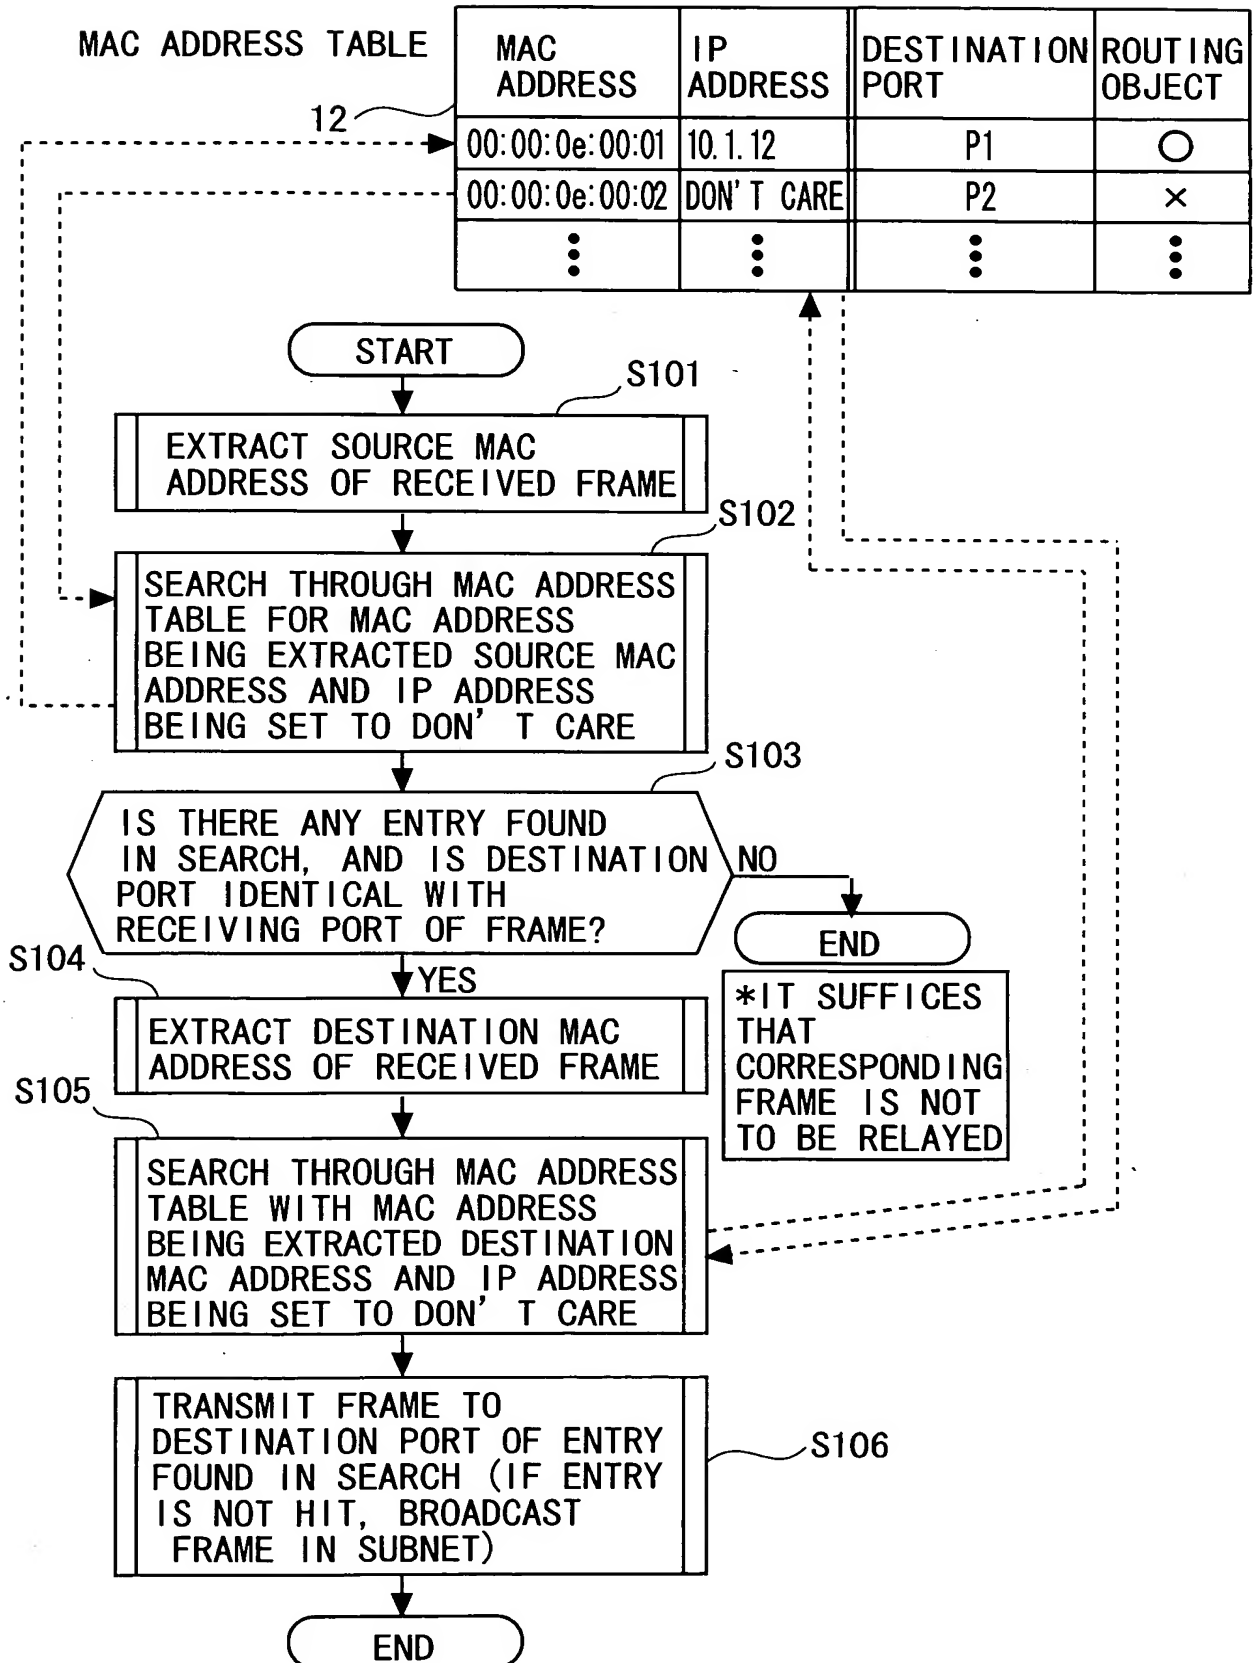 MAC ADDRESS TABLE
12
MAC ADDRESS
IP ADDRESS
DESTINATION PORT
ROUTING OBJECT
00:00:0e:00:01 10.1.12 P1 ○
00:00:0e:00:02 DON'T CARE P2 ×
START
S101
EXTRACT SOURCE MAC
ADDRESS OF RECEIVED FRAME
S102
SEARCH THROUGH MAC ADDRESS
TABLE FOR MAC ADDRESS
BEING EXTRACTED SOURCE MAC
ADDRESS AND IP ADDRESS
BEING SET TO DON'T CARE
S103
IS THERE ANY ENTRY FOUND
IN SEARCH, AND IS DESTINATION
PORT IDENTICAL WITH
RECEIVING PORT OF FRAME?
NO
END
*IT SUFFICES
THAT
CORRESPONDING
FRAME IS NOT
TO BE RELAYED
YES
S104
EXTRACT DESTINATION MAC
ADDRESS OF RECEIVED FRAME
S105
SEARCH THROUGH MAC ADDRESS
TABLE WITH MAC ADDRESS
BEING EXTRACTED DESTINATION
MAC ADDRESS AND IP ADDRESS
BEING SET TO DON'T CARE
TRANSMIT FRAME TO
DESTINATION PORT OF ENTRY
FOUND IN SEARCH (IF ENTRY
IS NOT HIT, BROADCAST
FRAME IN SUBNET)
S106
END